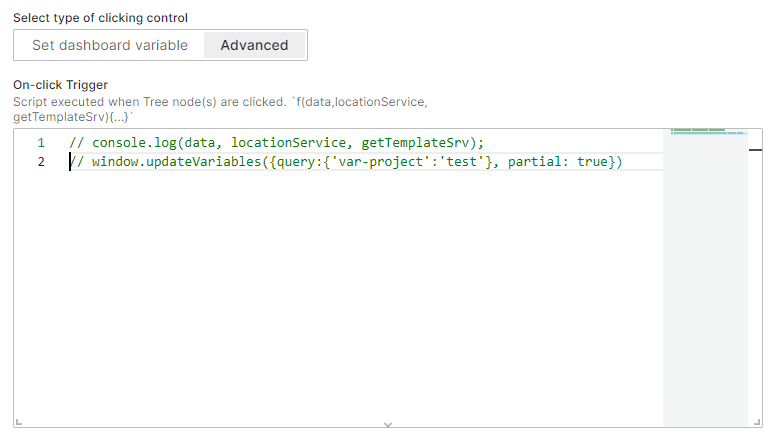 Select type of clicking control
Set dashboard variable Advanced
On-click Trigger
Script executed when Tree node(s) are clicked. `f(data,locationService,
getTemplateSrv){...}`
1 // console.log(data, locationService, getTemplateSrv);
2 // window.updateVariables({query:{'var-project':'test'}, partial: true})